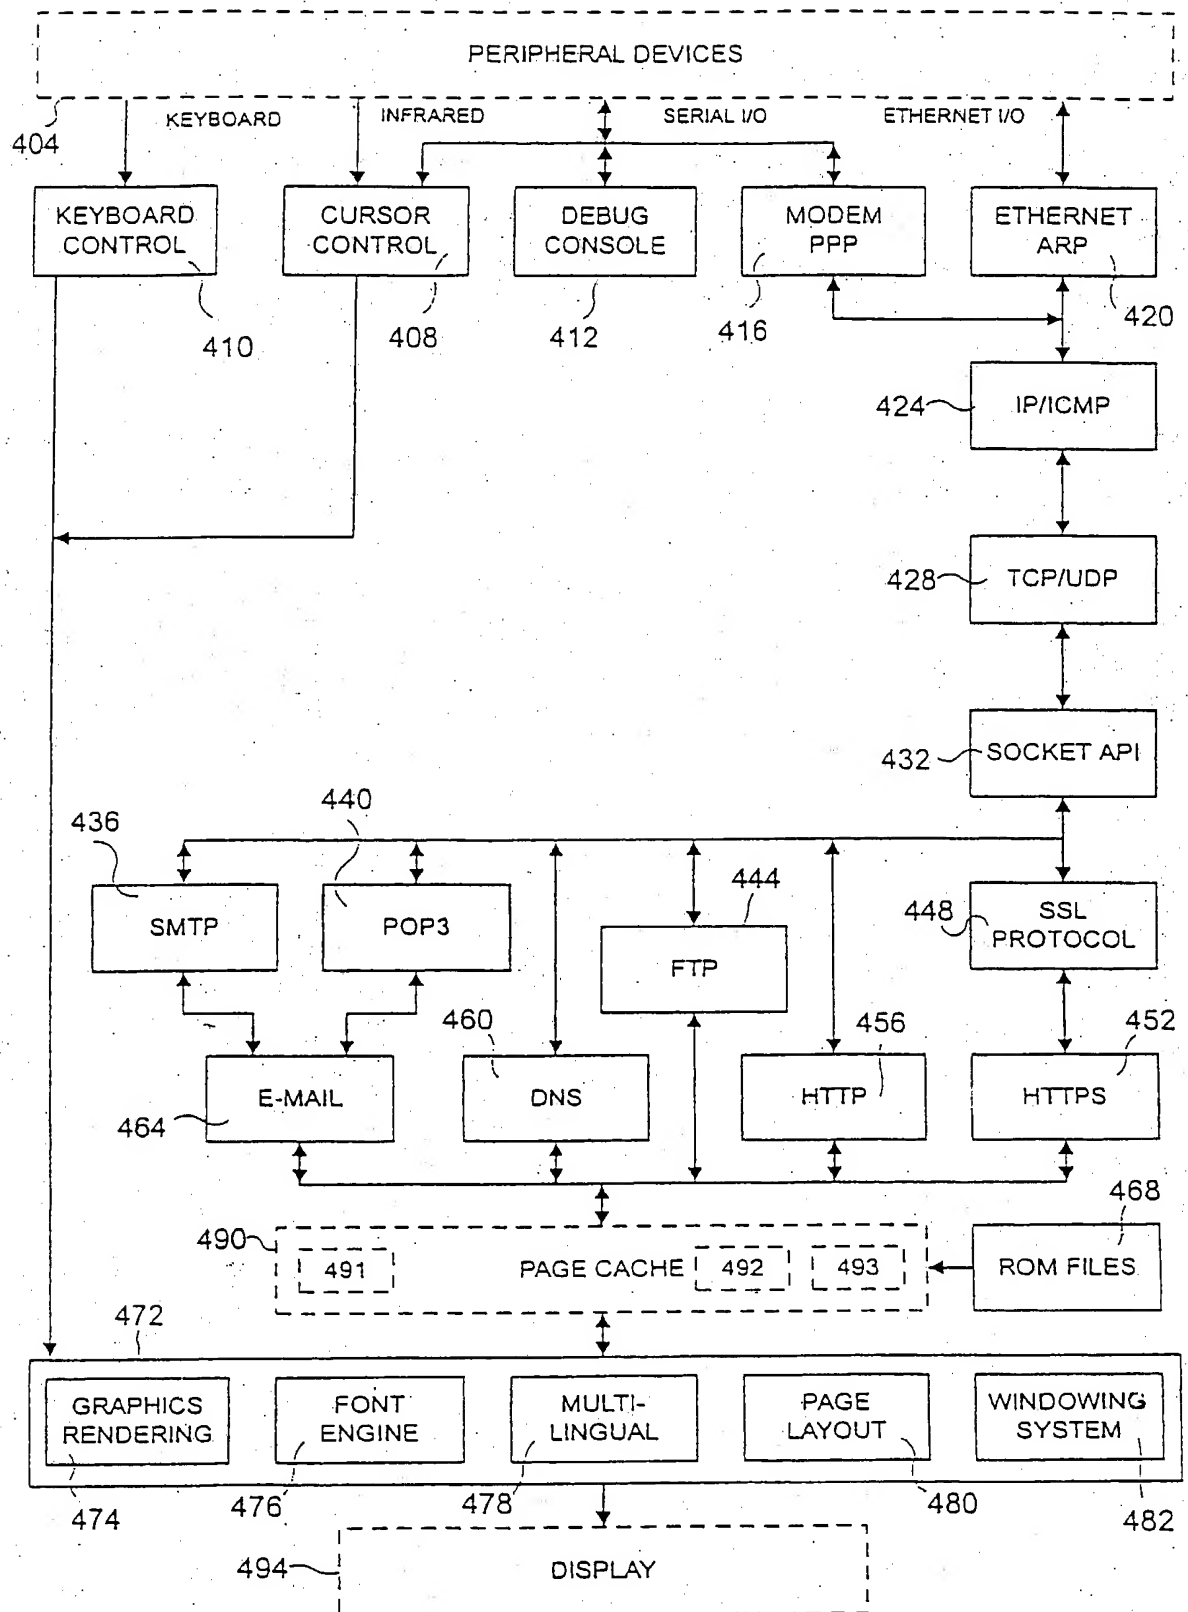 PERIPHERAL DEVICES
404
KEYBOARD
INFRARED
SERIAL I/O
ETHERNET I/O
KEYBOARD
CONTROL
410
CURSOR
CONTROL
408
DEBUG
CONSOLE
412
MODEM
PPP
416
ETHERNET
ARP
420
424
IP/ICMP
428
TCP/UDP
432
SOCKET API
436
SMTP
440
POP3
444
FTP
448
SSL
PROTOCOL
464
E-MAIL
460
DNS
456
HTTP
452
HTTPS
490
491
PAGE CACHE
492
493
468
ROM FILES
472
GRAPHICS
RENDERING
474
FONT
ENGINE
476
MULTI-
LINGUAL
478
PAGE
LAYOUT
480
WINDOWING
SYSTEM
482
494
DISPLAY